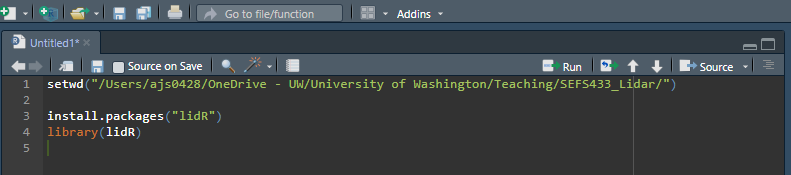 Go to file/function
Addins
Untitled1*
Source on Save
Run
Source
1 setwd("/Users/ajs0428/OneDrive - UW/University of Washington/Teaching/SEFS433_Lidar/")
2
3 install.packages("lidR")
4 library(lidR)
5